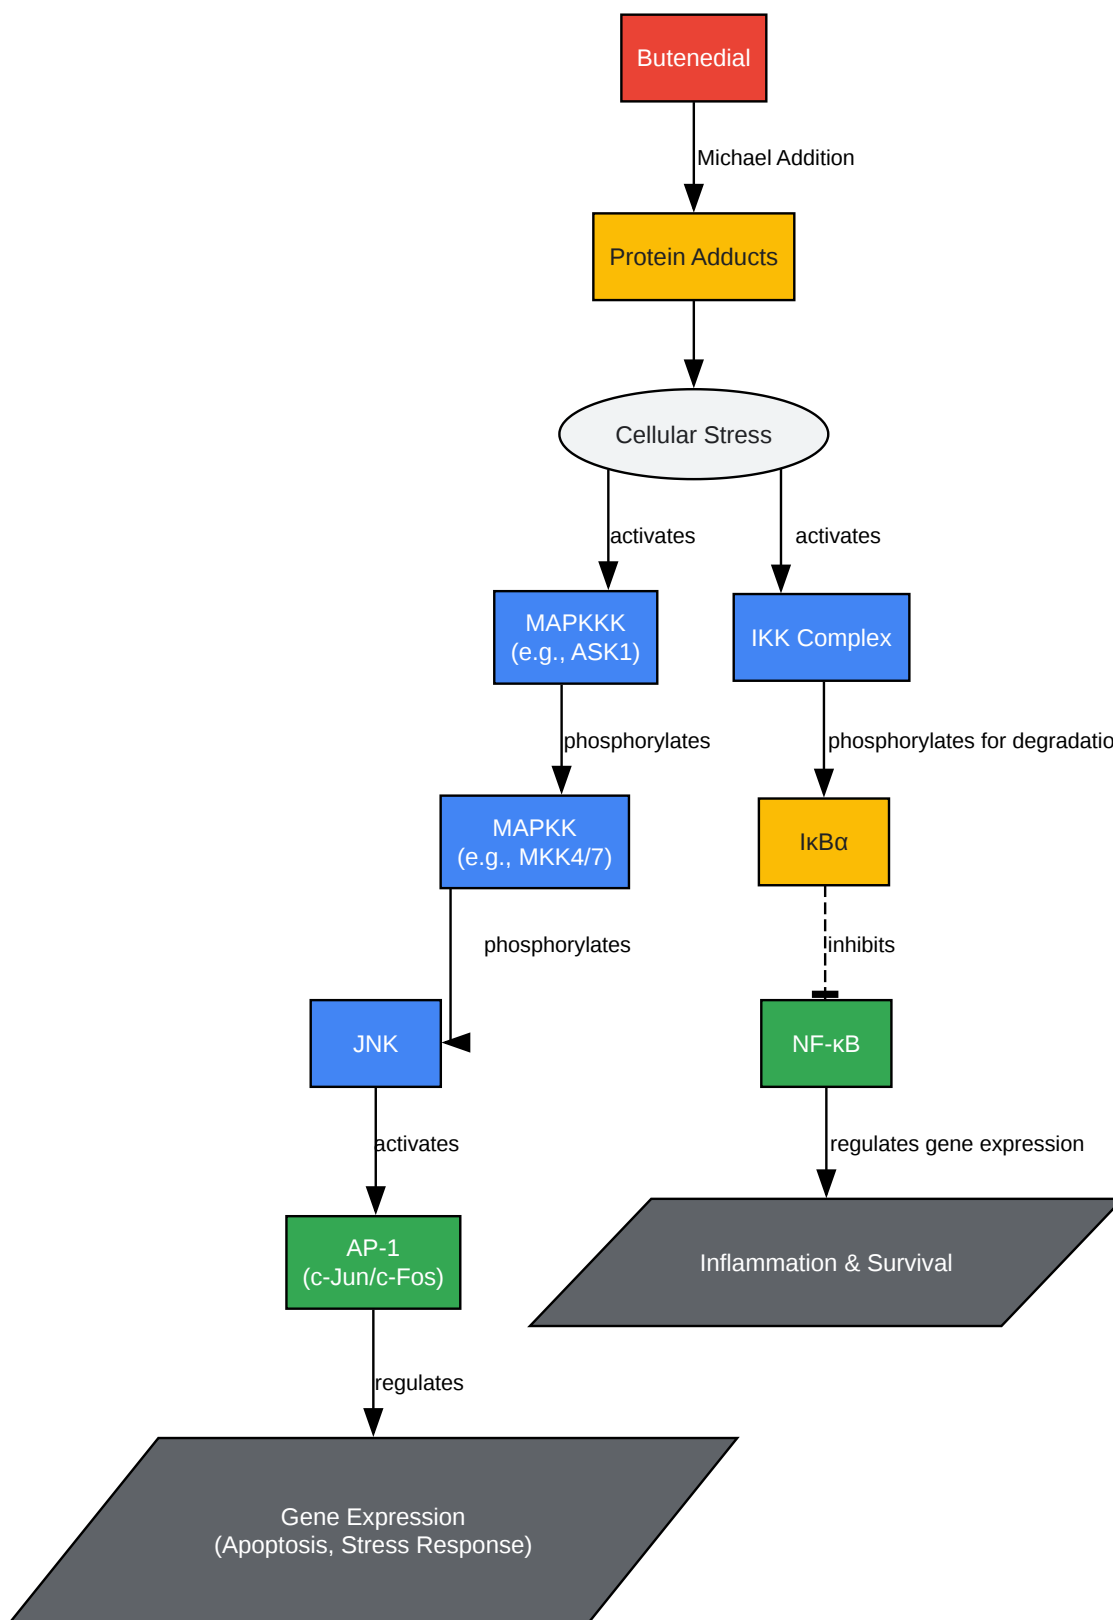 Butenedial
Michael Addition
Protein Adducts
Cellular Stress
activates
activates
MAPKKK
(e.g., ASK1)
IKK Complex
phosphorylates
phosphorylates for degradatio
MAPKK
(e.g., MKK4/7)
IκBα
phosphorylates
inhibits
JNK
NF-κB
activates
regulates gene expression
AP-1
(c-Jun/c-Fos)
Inflammation & Survival
regulates
Gene Expression
(Apoptosis, Stress Response)